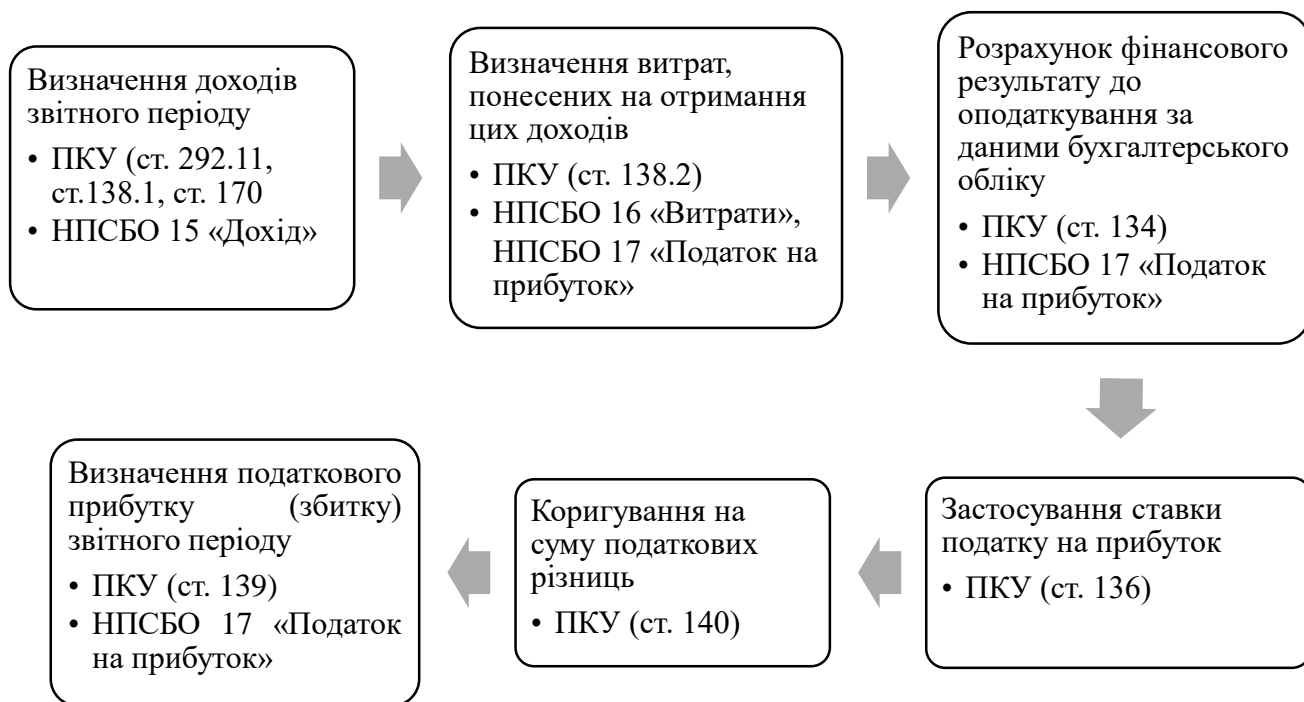 Визначення доходів
звітного періоду
• ПКУ (ст. 292.11,
ст.138.1, ст. 170
• НПСБО 15 «Дохід»
Визначення витрат,
понесених на отримання
цих доходів
• ПКУ (ст. 138.2)
• НПСБО 16 «Витрати»,
НПСБО 17 «Податок на
прибуток»
Розрахунок фінансового
результату до
оподаткування за
даними бухгалтерського
обліку
• ПКУ (ст. 134)
• НПСБО 17 «Податок
на прибуток»
Застосування ставки
податку на прибуток
• ПКУ (ст. 136)
Коригування на
суму податкових
різниць
• ПКУ (ст. 140)
Визначення податкового
прибутку (збитку)
звітного періоду
• ПКУ (ст. 139)
• НПСБО 17 «Податок
на прибуток»